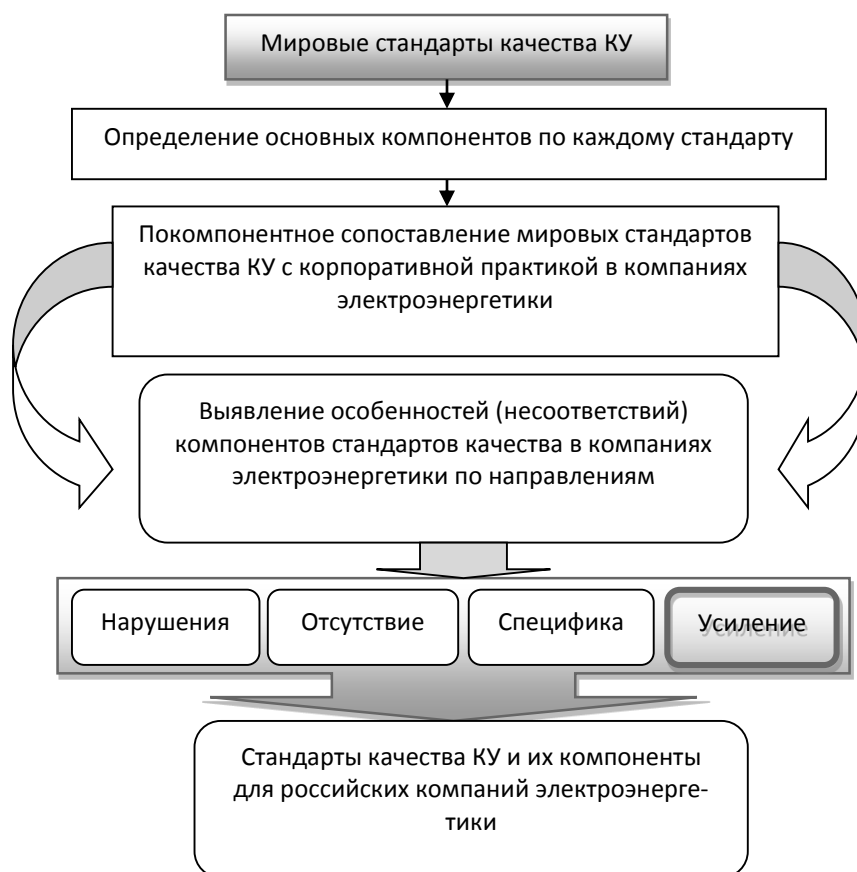 Мировые стандарты качества КУ
Определение основных компонентов по каждому стандарту
Покомпонентное сопоставление мировых стандартов
качества КУ с корпоративной практикой в компаниях
электроэнергетики
Выявление особенностей (несоответствий)
компонентов стандартов качества в компаниях
электроэнергетики по направлениям
Нарушения
Отсутствие
Специфика
Усиление
Стандарты качества КУ и их компоненты
для российских компаний электроэнерге-
тики